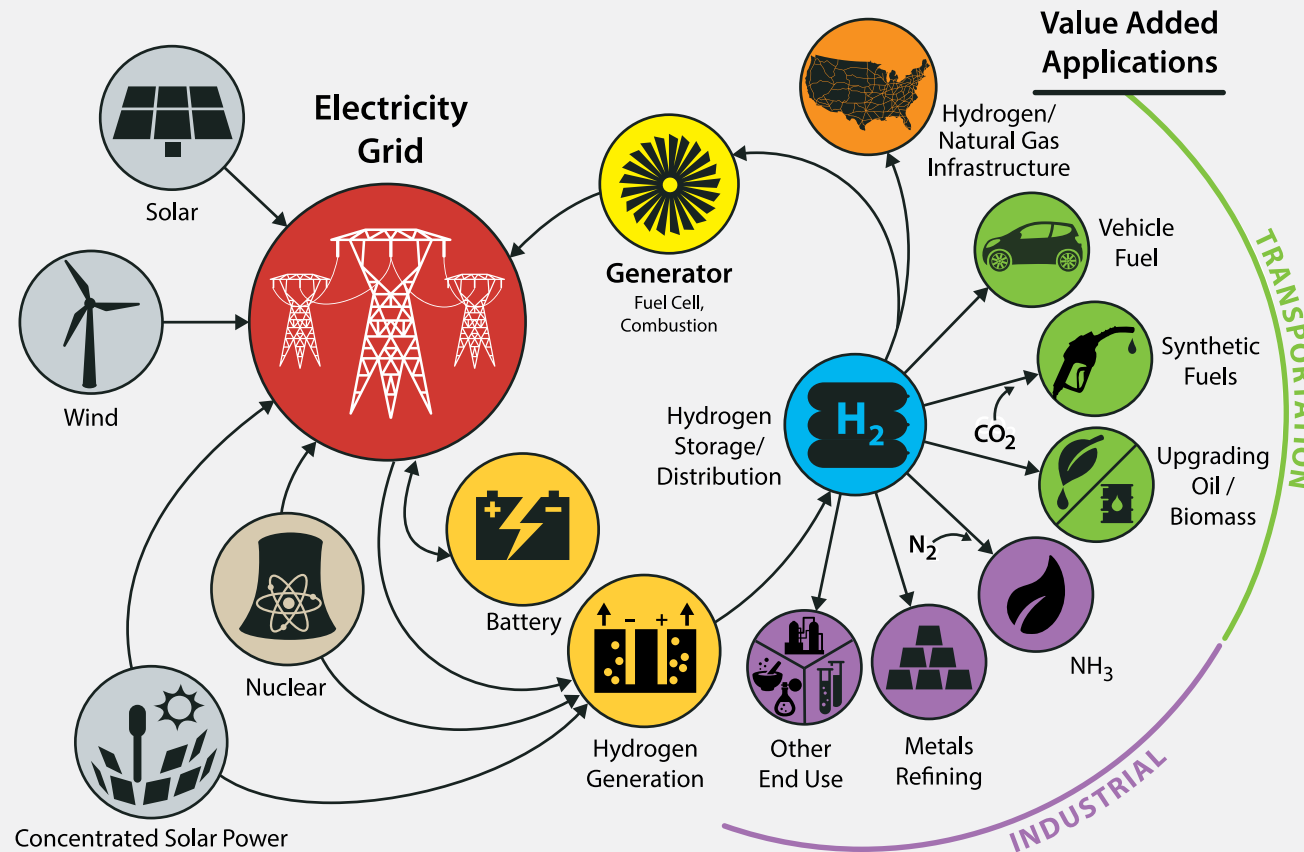 Value Added
Applications
Electricity
Grid
Solar
Wind
Generator
Fuel Cell,
Combustion
Hydrogen/
Natural Gas
Infrastructure
Vehicle
Fuel
Synthetic
Fuels
CO₂
Upgrading
Oil /
Biomass
TRANSPORTATION
Hydrogen
Storage/
Distribution
H₂
N₂
NH₃
+ −
Battery
Nuclear
− +
Hydrogen
Generation
Other
End Use
Metals
Refining
INDUSTRIAL
Concentrated Solar Power